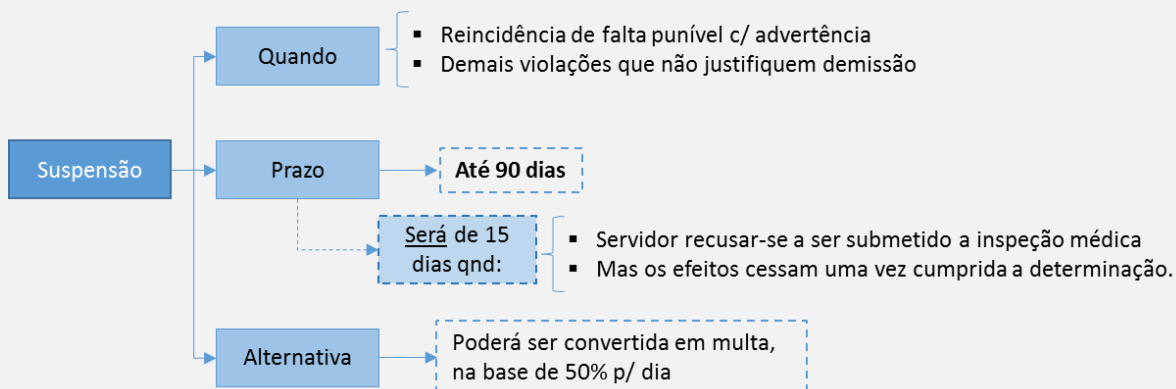 Suspensão
Quando
▪ Reincidência de falta punível c/ advertência
▪ Demais violações que não justifiquem demissão
Prazo
Até 90 dias
Será de 15
dias qnd:
▪ Servidor recusar-se a ser submetido a inspeção médica
▪ Mas os efeitos cessam uma vez cumprida a determinação.
Alternativa
Poderá ser convertida em multa,
na base de 50% p/ dia